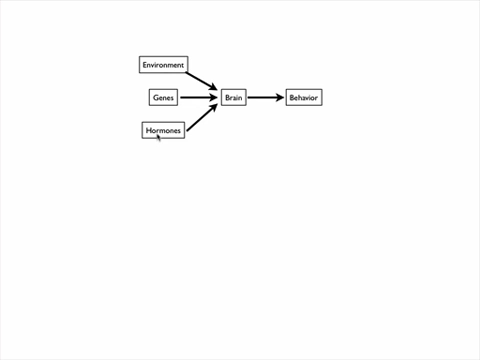 Environment
Genes
Brain
Behavior
Hormones